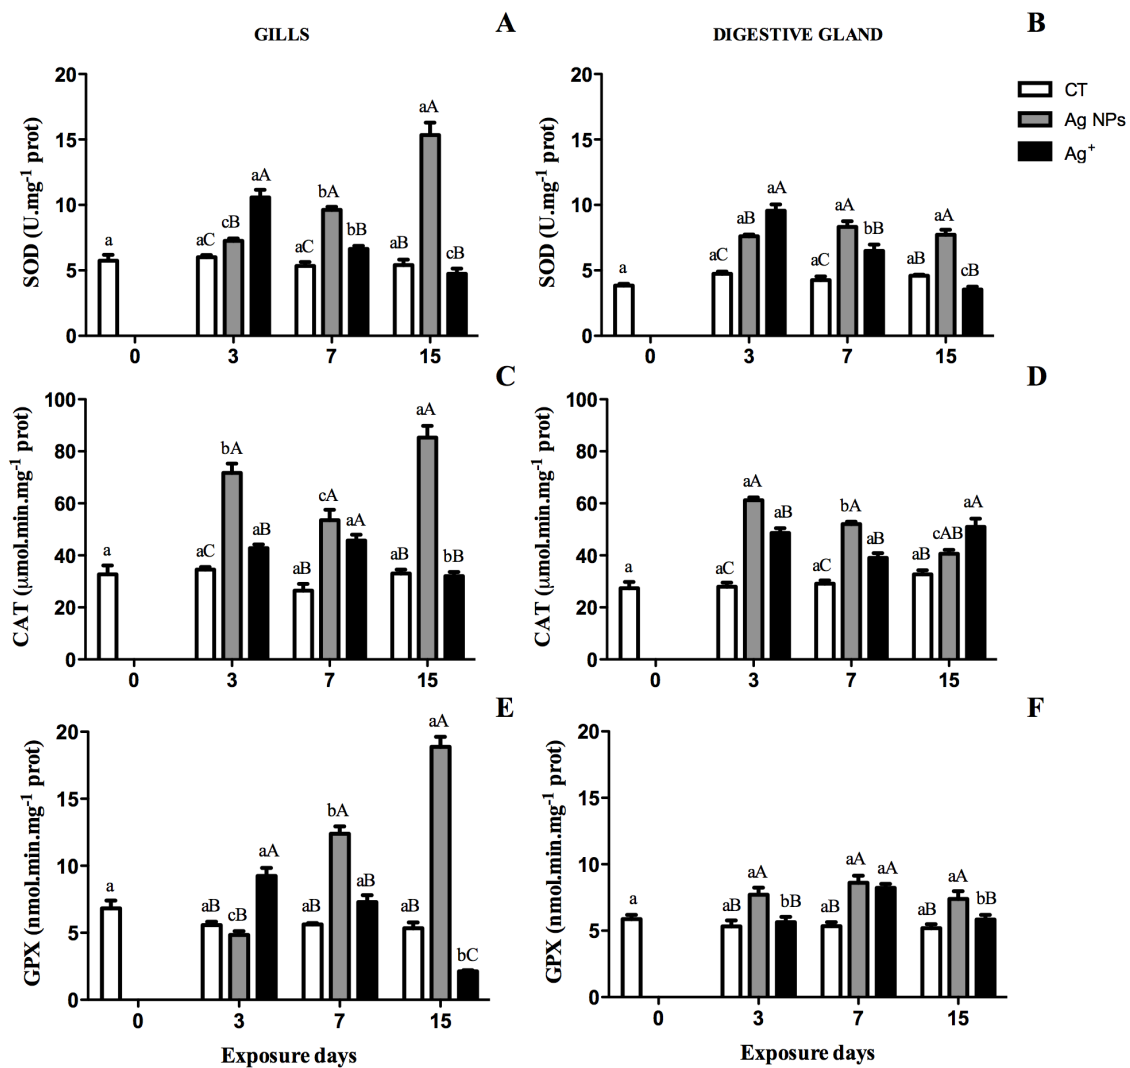 A
B
GILLS
DIGESTIVE GLAND
CT
Ag NPs
Ag⁺
SOD (U.mg⁻¹ prot)
20
15
10
5
0
a
aC
cB
aA
aC
bA
bB
aB
aA
cB
0
3
7
15
SOD (U.mg⁻¹ prot)
20
15
10
5
0
a
aC
aB
aA
aC
aA
bB
aB
aA
cB
0
3
7
15
C
D
CAT (μmol.min.mg⁻¹ prot)
100
80
60
40
20
0
a
aC
bA
aB
aB
cA
aA
aB
aA
bB
0
3
7
15
CAT (μmol.min.mg⁻¹ prot)
100
80
60
40
20
0
a
aC
aA
aB
aC
bA
aB
aB
cAB
aA
0
3
7
15
E
F
GPX (nmol.min.mg⁻¹ prot)
20
15
10
5
0
a
aB
cB
aA
aB
bA
aB
aB
aA
bC
0
3
7
15
Exposure days
GPX (nmol.min.mg⁻¹ prot)
20
15
10
5
0
a
aB
aA
bB
aB
aA
aA
aB
aA
bB
0
3
7
15
Exposure days